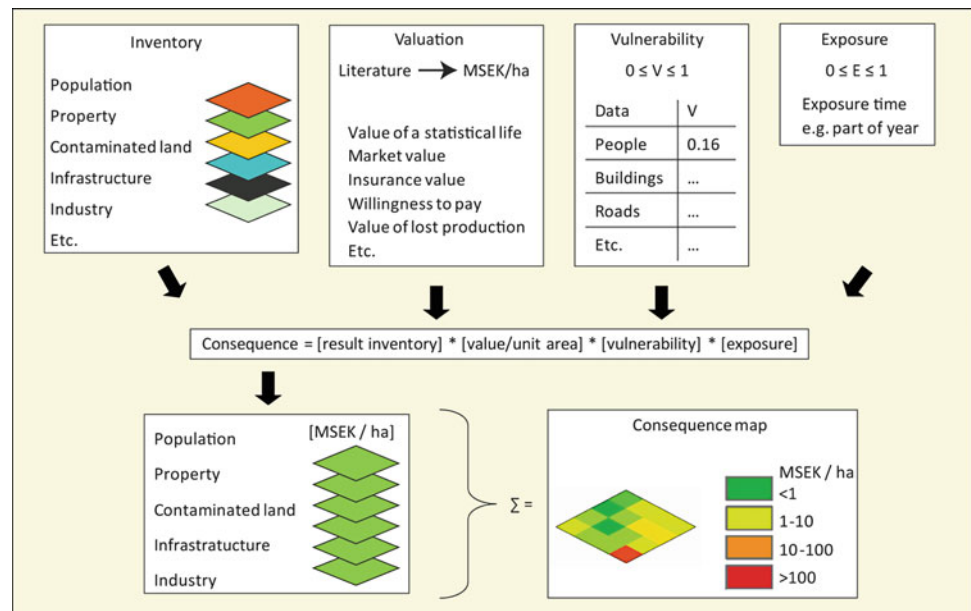 Inventory
Population
Property
Contaminated land
Infrastructure
Industry
Etc.
Valuation
Literature MSEK/ha
Value of a statistical life
Market value
Insurance value
Willingness to pay
Value of lost production
Etc.
Vulnerability
0 ≤ V ≤ 1
Data V
People 0.16
Buildings ...
Roads ...
Etc. ...
Exposure
0 ≤ E ≤ 1
Exposure time
e.g. part of year
Consequence = [result inventory] * [value/unit area] * [vulnerability] * [exposure]
[MSEK / ha]
Population
Property
Contaminated land
Infrastratucture
Industry
Σ =
Consequence map
MSEK / ha
<1
1-10
10-100
>100